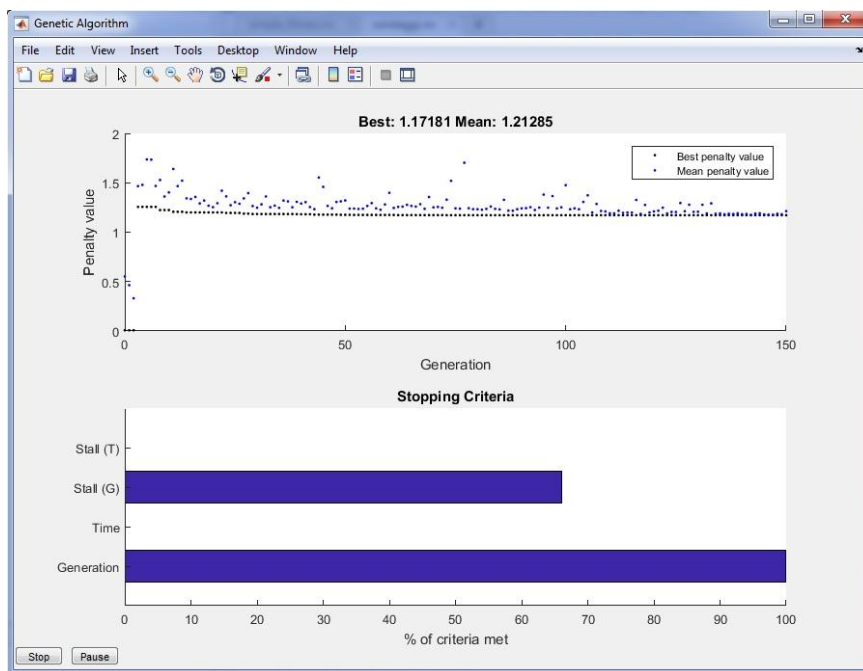 Genetic Algorithm
File Edit View Insert Tools Desktop Window Help
Best: 1.17181 Mean: 1.21285
2
1.5
1
0.5
0
Penalty value
Best penalty value
Mean penalty value
0 50 100 150
Generation
Stopping Criteria
Stall (T)
Stall (G)
Time
Generation
0 10 20 30 40 50 60 70 80 90 100
% of criteria met
Stop Pause